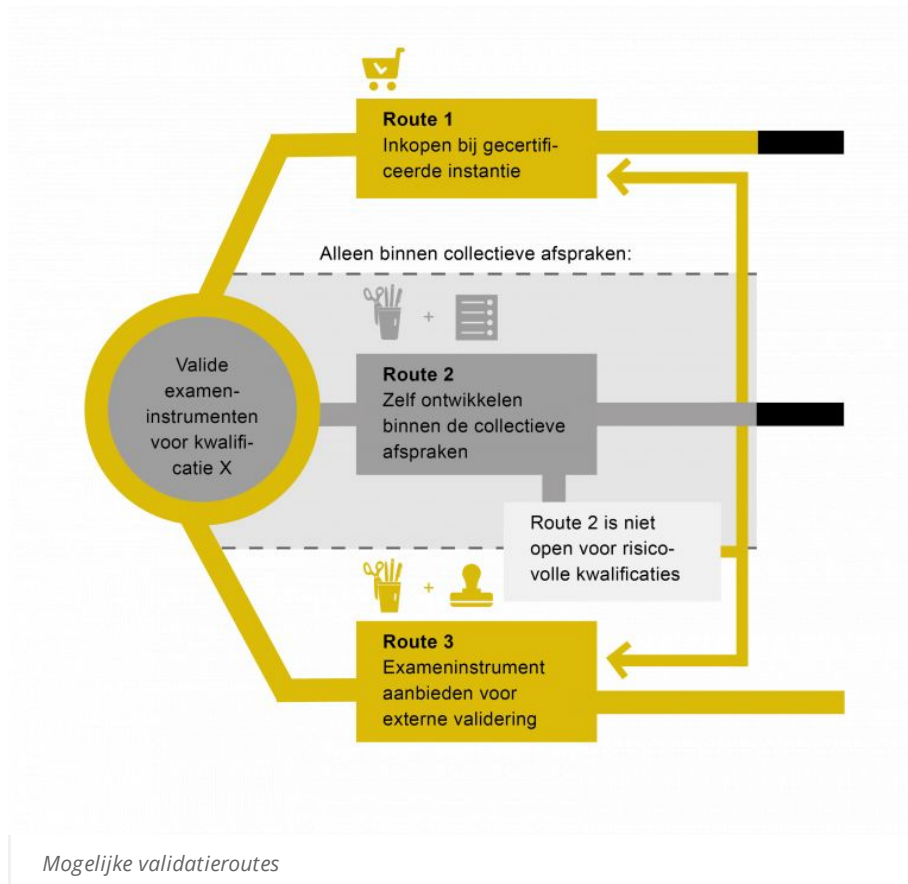 Route 1
Inkopen bij gecertifi-
ceerde instantie
Alleen binnen collectieve afspraken:
+
Valide
examen-
instrumenten
voor kwalifi-
catie X
Route 2
Zelf ontwikkelen
binnen de collectieve
afspraken
Route 2 is niet
open voor risico-
volle kwalificaties
+
Route 3
Exameninstrument
aanbieden voor
externe validering
Mogelijke validatieroutes